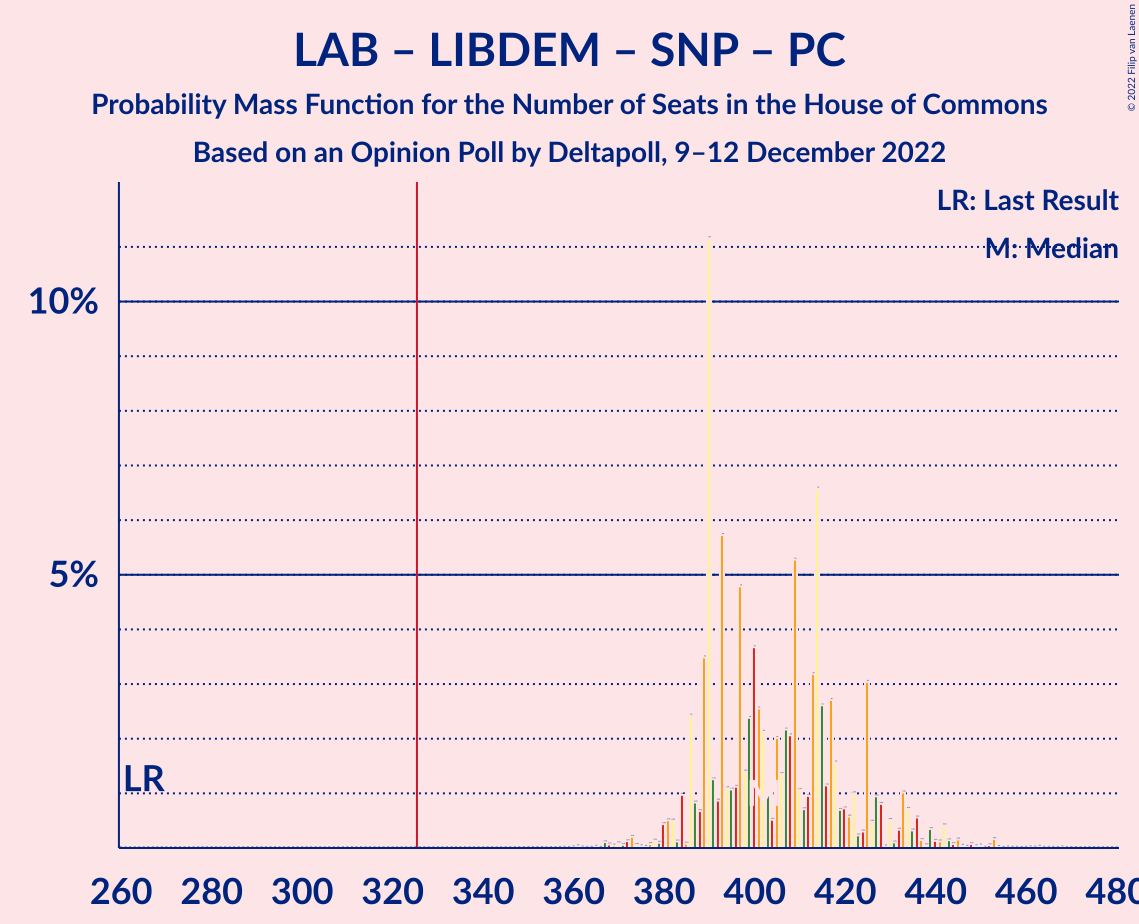 LAB – LIBDEM – SNP – PC
Probability Mass Function for the Number of Seats in the House of Commons
Based on an Opinion Poll by Deltapoll, 9–12 December 2022
© 2022 Filip van Laenen
LR: Last Result
M: Median
10%
5%
LR
M
260 280 300 320 340 360 380 400 420 440 460 480